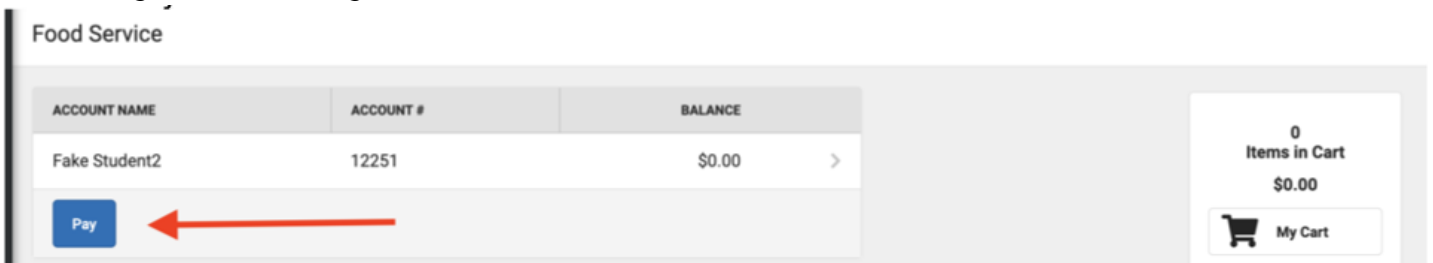 Food Service
ACCOUNT NAME ACCOUNT # BALANCE
Fake Student2 12251 $0.00
Pay
0
Items in Cart
$0.00
My Cart